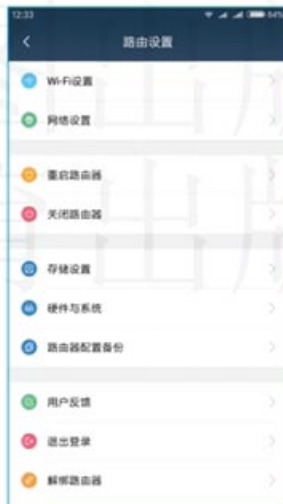 12:33
54%
路由设置
Wi-Fi设置
网络设置
重启路由器
关闭路由器
存储设置
硬件与系统
路由器配置备份
用户反馈
退出登录
解绑路由器